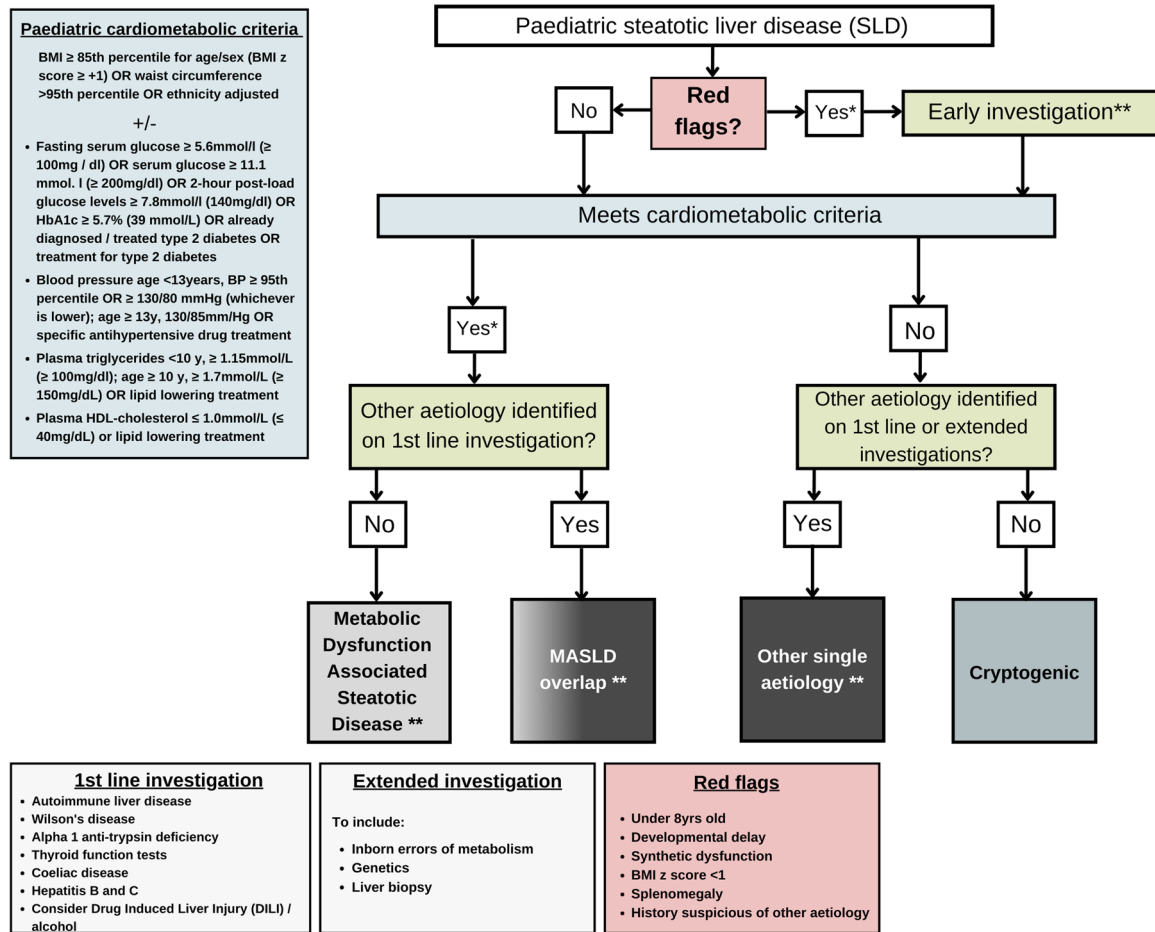 Paediatric cardiometabolic criteria
BMI ≥ 85th percentile for age/sex (BMI z
score ≥ +1) OR waist circumference
>95th percentile OR ethnicity adjusted
+/-
• Fasting serum glucose ≥ 5.6mmol/l (≥
100mg / dl) OR serum glucose ≥ 11.1
mmol. l (≥ 200mg/dl) OR 2-hour post-load
glucose levels ≥ 7.8mmol/l (140mg/dl) OR
HbA1c ≥ 5.7% (39 mmol/L) OR already
diagnosed / treated type 2 diabetes OR
treatment for type 2 diabetes
• Blood pressure age <13years, BP ≥ 95th
percentile OR ≥ 130/80 mmHg (whichever
is lower); age ≥ 13y, 130/85mm/Hg OR
specific antihypertensive drug treatment
• Plasma triglycerides <10 y, ≥ 1.15mmol/L
(≥ 100mg/dl); age ≥ 10 y, ≥ 1.7mmol/L (≥
150mg/dL) OR lipid lowering treatment
• Plasma HDL-cholesterol ≤ 1.0mmol/L (≤
40mg/dL) or lipid lowering treatment
Paediatric steatotic liver disease (SLD)
Red
flags?
No
Yes*
Early investigation**
Meets cardiometabolic criteria
Yes*
No
Other aetiology identified
on 1st line investigation?
Other aetiology identified
on 1st line or extended
investigations?
No
Yes
Yes
No
Metabolic
Dysfunction
Associated
Steatotic
Disease **
MASLD
overlap **
Other single
aetiology **
Cryptogenic
1st line investigation
• Autoimmune liver disease
• Wilson's disease
• Alpha 1 anti-trypsin deficiency
• Thyroid function tests
• Coeliac disease
• Hepatitis B and C
• Consider Drug Induced Liver Injury (DILI) /
alcohol
Extended investigation
To include:
• Inborn errors of metabolism
• Genetics
• Liver biopsy
Red flags
• Under 8yrs old
• Developmental delay
• Synthetic dysfunction
• BMI z score <1
• Splenomegaly
• History suspicious of other aetiology